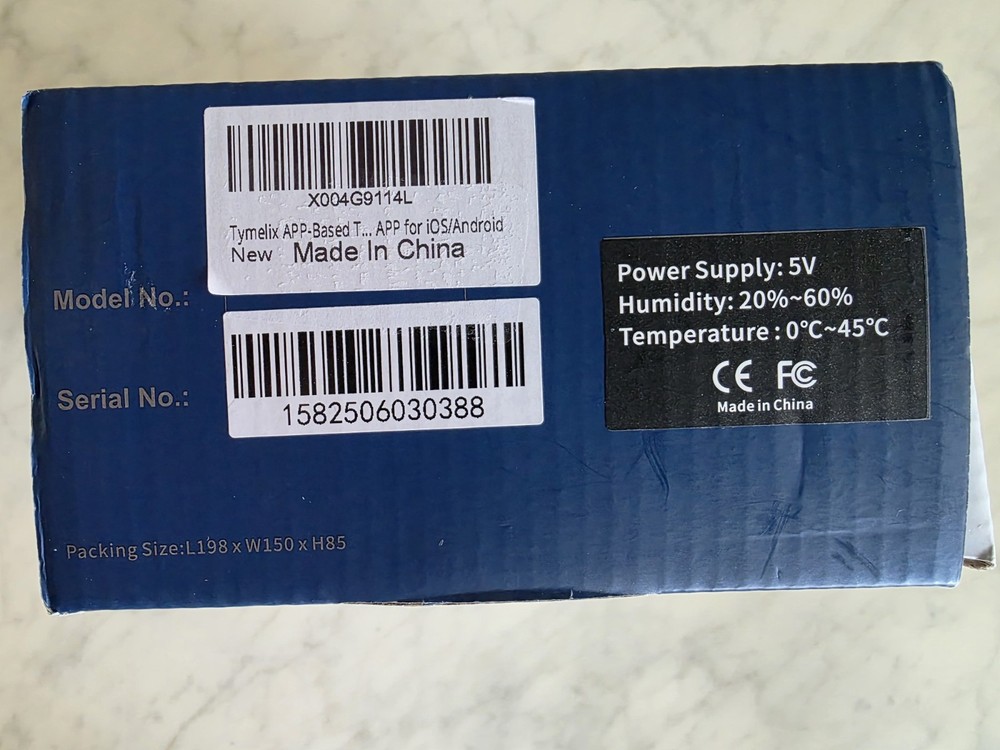 X004G9114L
Tymelix APP-Based T... APP for iOS/Android
New Made In China
Model No.:
1582506030388
Serial No.:
Packing Size:L198 x W150 x H85
Power Supply: 5V
Humidity: 20%~60%
Temperature : 0°C~45°C
CE FC
Made in China